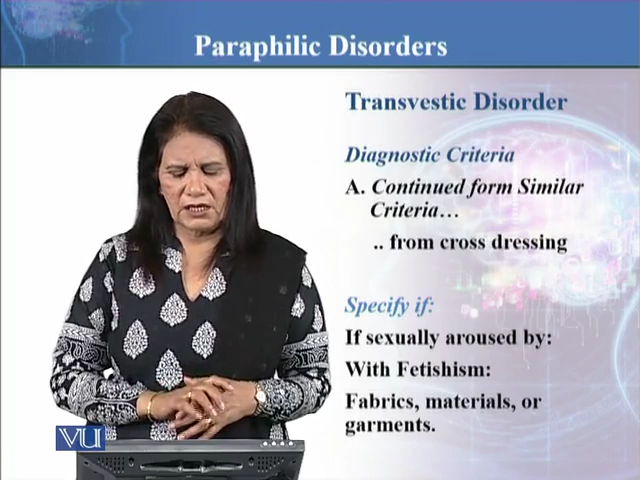 Paraphilic Disorders
Transvestic Disorder
Diagnostic Criteria
A. Continued form Similar
Criteria…
.. from cross dressing
Specify if:
If sexually aroused by:
With Fetishism:
Fabrics, materials, or
garments.
VU